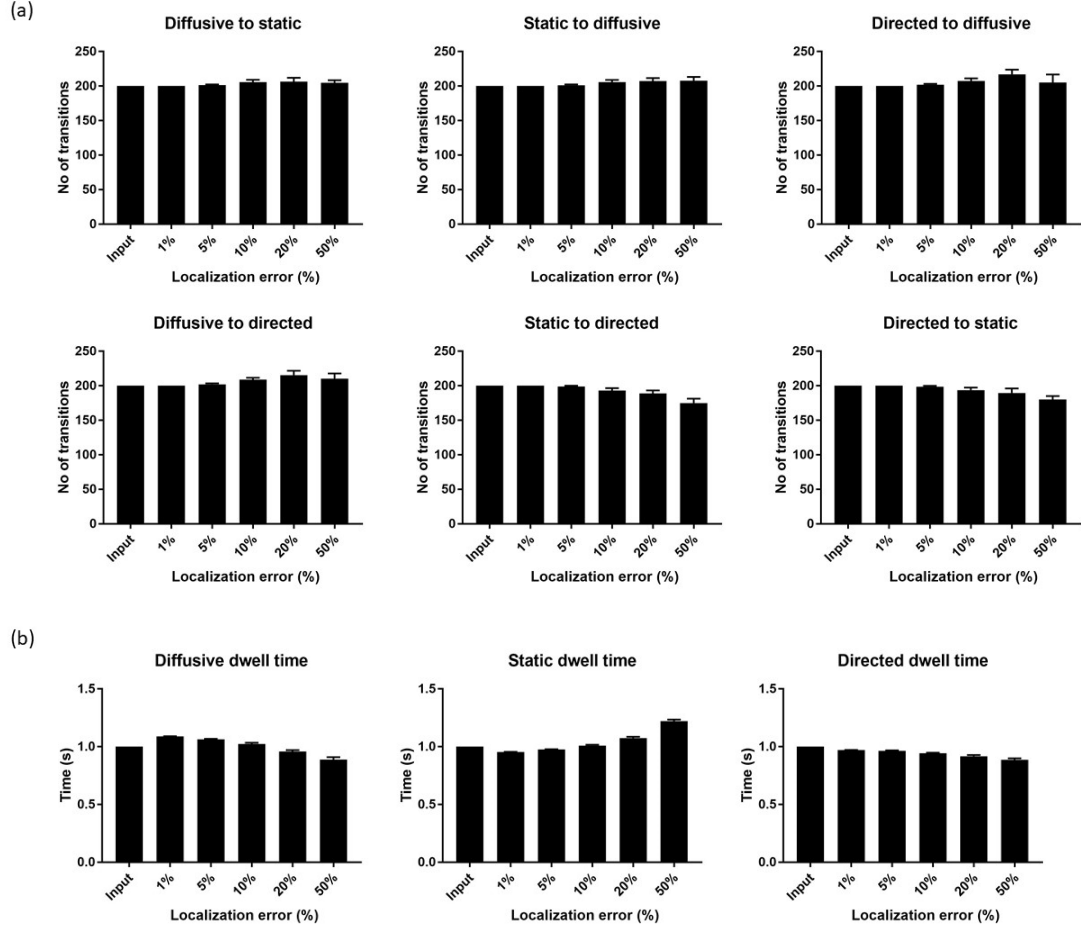 (a)
Diffusive to static
No of transitions
250
200
150
100
50
0
Input
1%
5%
10%
20%
50%
Localization error (%)
Static to diffusive
No of transitions
250
200
150
100
50
0
Input
1%
5%
10%
20%
50%
Localization error (%)
Directed to diffusive
No of transitions
250
200
150
100
50
0
Input
1%
5%
10%
20%
50%
Localization error (%)
Diffusive to directed
No of transitions
250
200
150
100
50
0
Input
1%
5%
10%
20%
50%
Localization error (%)
Static to directed
No of transitions
250
200
150
100
50
0
Input
1%
5%
10%
20%
50%
Localization error (%)
Directed to static
No of transitions
250
200
150
100
50
0
Input
1%
5%
10%
20%
50%
Localization error (%)
(b)
Diffusive dwell time
Time (s)
1.5
1.0
0.5
0.0
Input
1%
5%
10%
20%
50%
Localization error (%)
Static dwell time
Time (s)
1.5
1.0
0.5
0.0
Input
1%
5%
10%
20%
50%
Localization error (%)
Directed dwell time
Time (s)
1.5
1.0
0.5
0.0
Input
1%
5%
10%
20%
50%
Localization error (%)